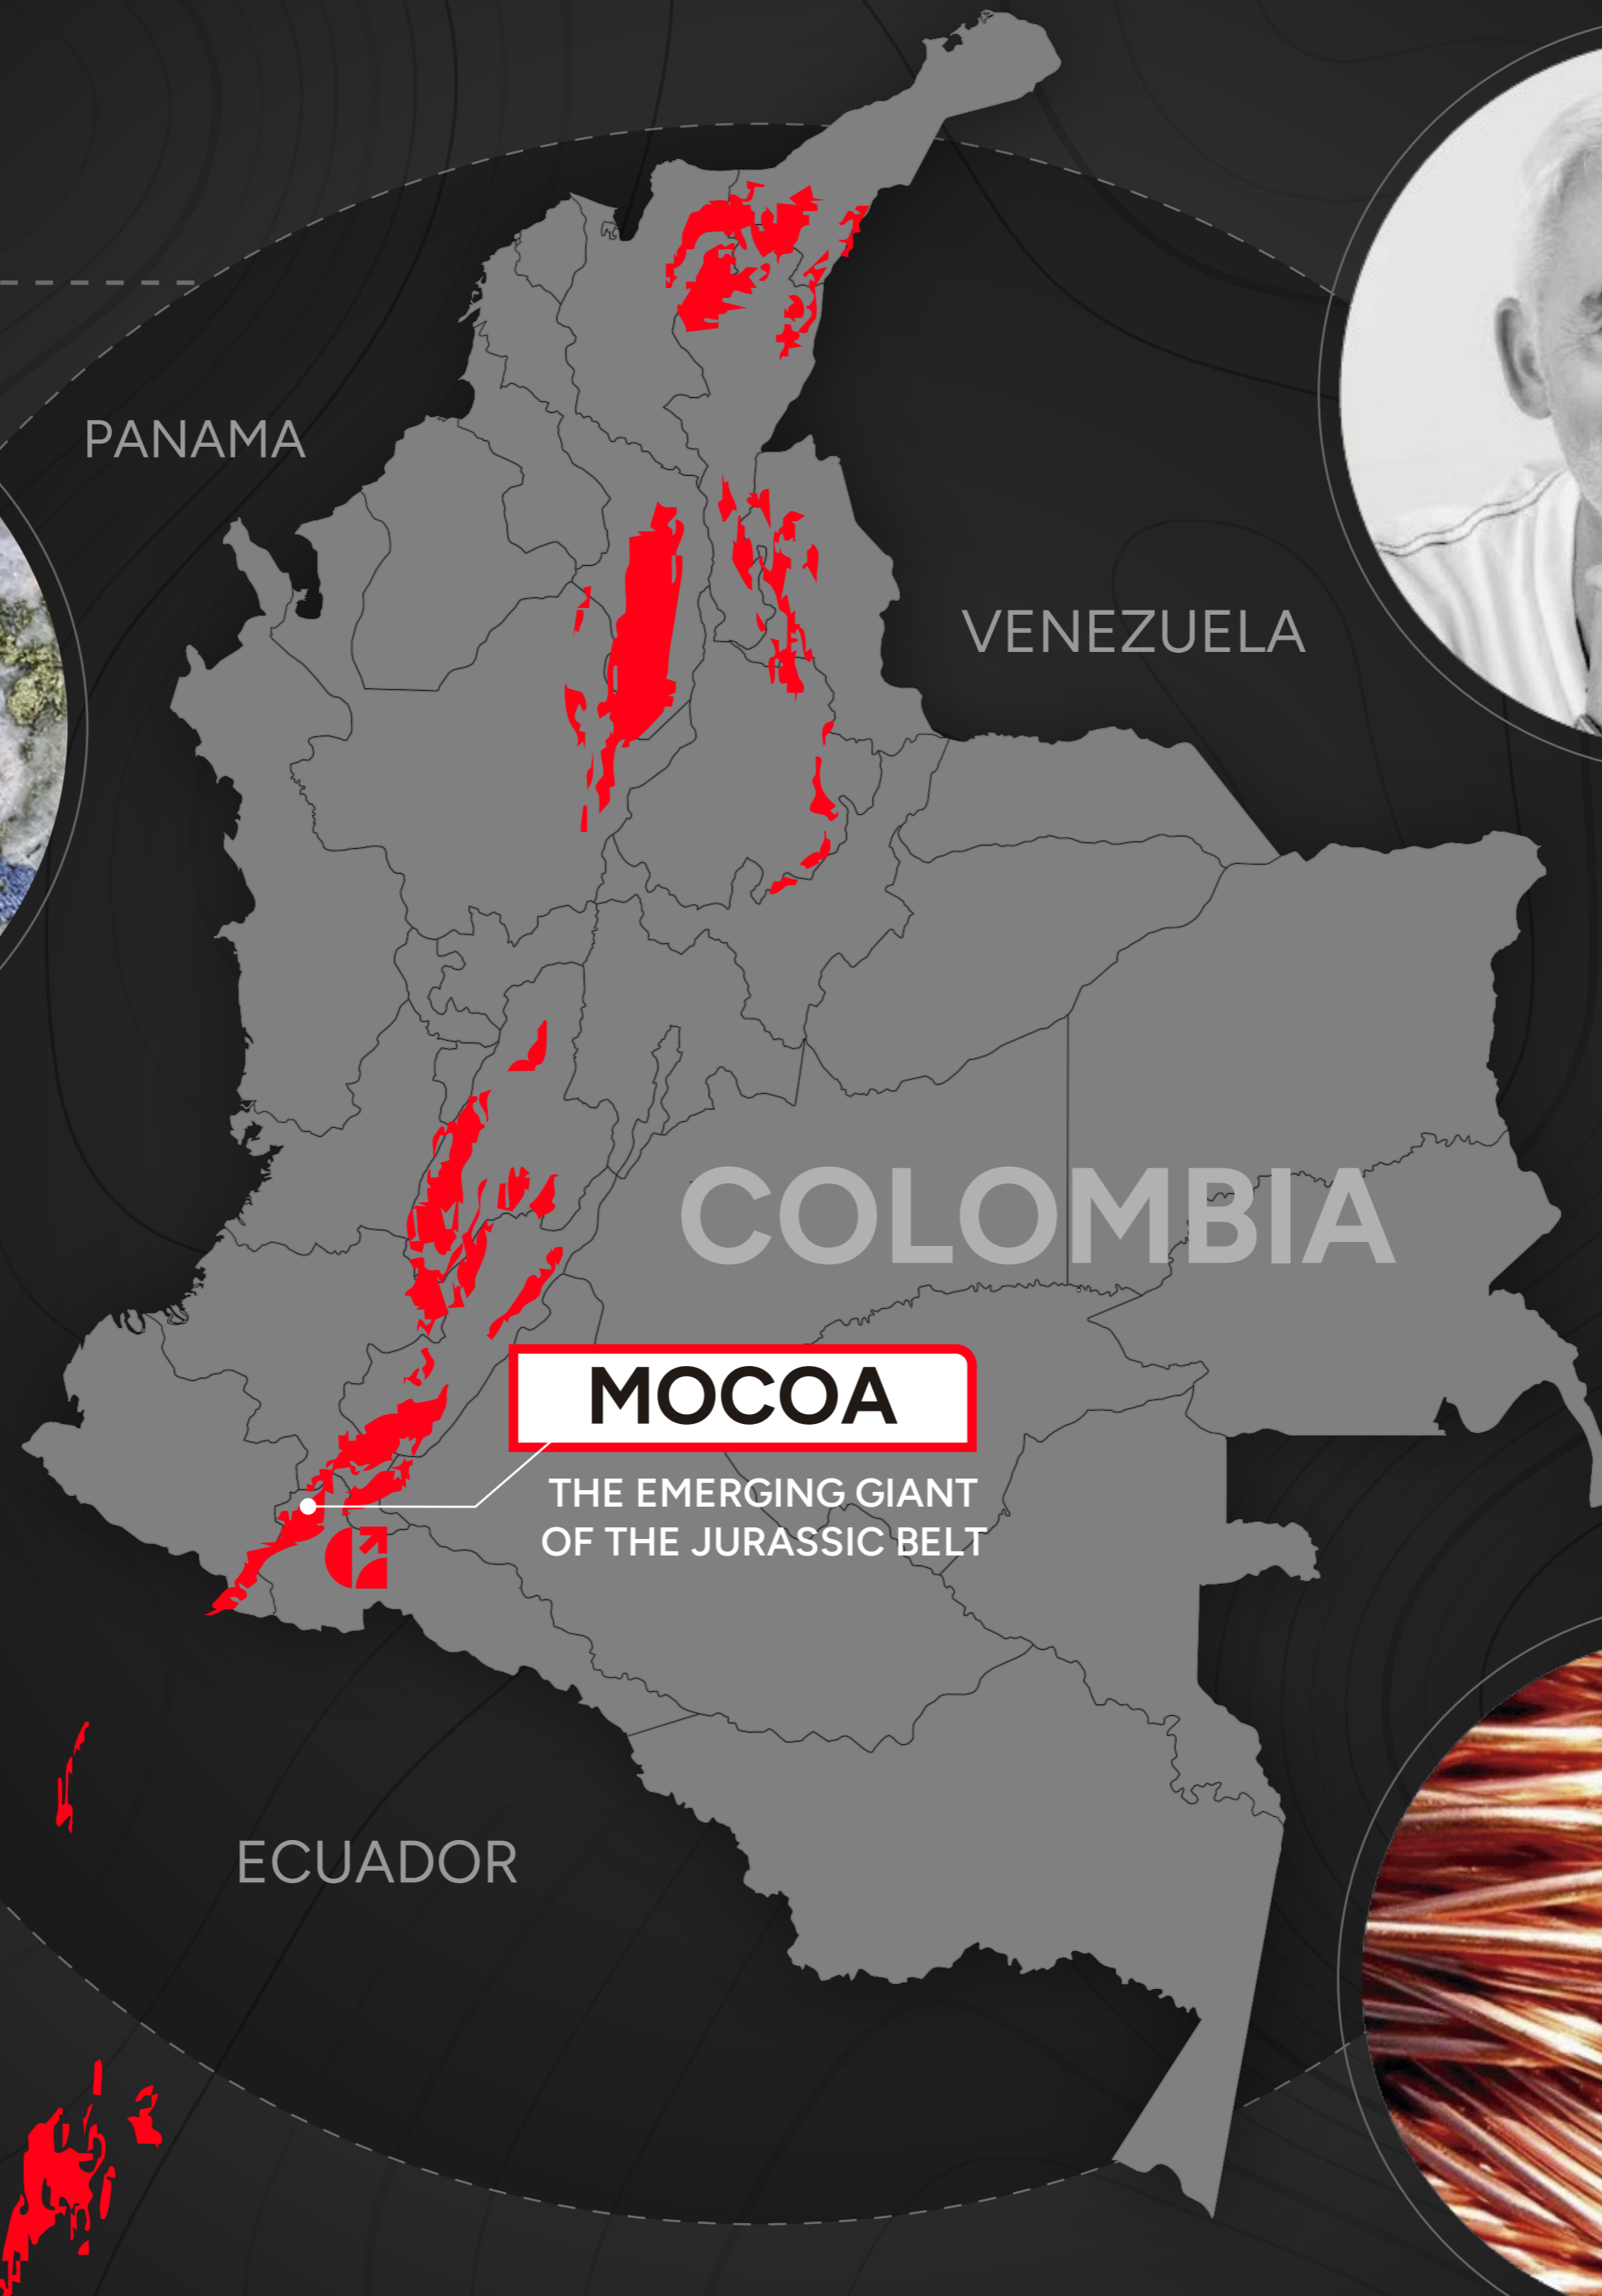 PANAMA
VENEZUELA
COLOMBIA
MOCOA
THE EMERGING GIANT
OF THE JURASSIC BELT
ECUADOR